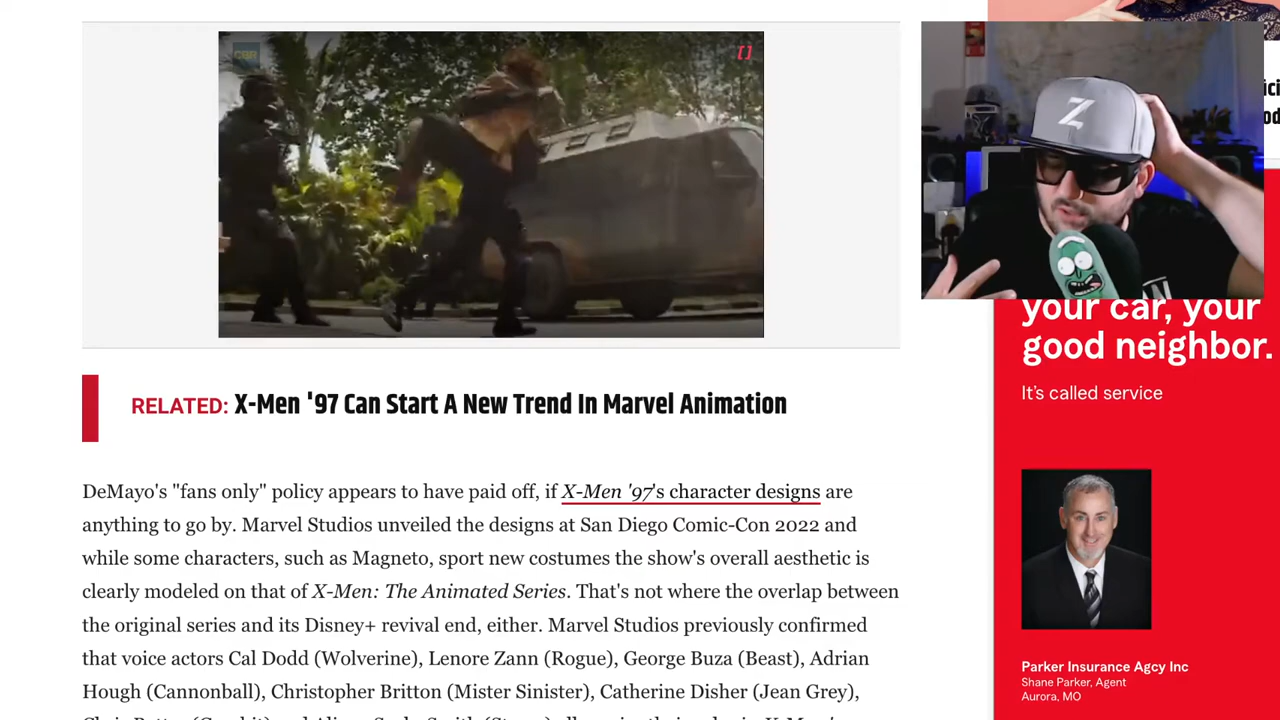 CBR
Z
RELATED: X-Men '97 Can Start A New Trend In Marvel Animation
DeMayo's "fans only" policy appears to have paid off, if X-Men '97's character designs are
anything to go by. Marvel Studios unveiled the designs at San Diego Comic-Con 2022 and
while some characters, such as Magneto, sport new costumes the show's overall aesthetic is
clearly modeled on that of X-Men: The Animated Series. That's not where the overlap between
the original series and its Disney+ revival end, either. Marvel Studios previously confirmed
that voice actors Cal Dodd (Wolverine), Lenore Zann (Rogue), George Buza (Beast), Adrian
Hough (Cannonball), Christopher Britton (Mister Sinister), Catherine Disher (Jean Grey),
your car, your
good neighbor.
It's called service
Parker Insurance Agcy Inc
Shane Parker, Agent
Aurora, MO